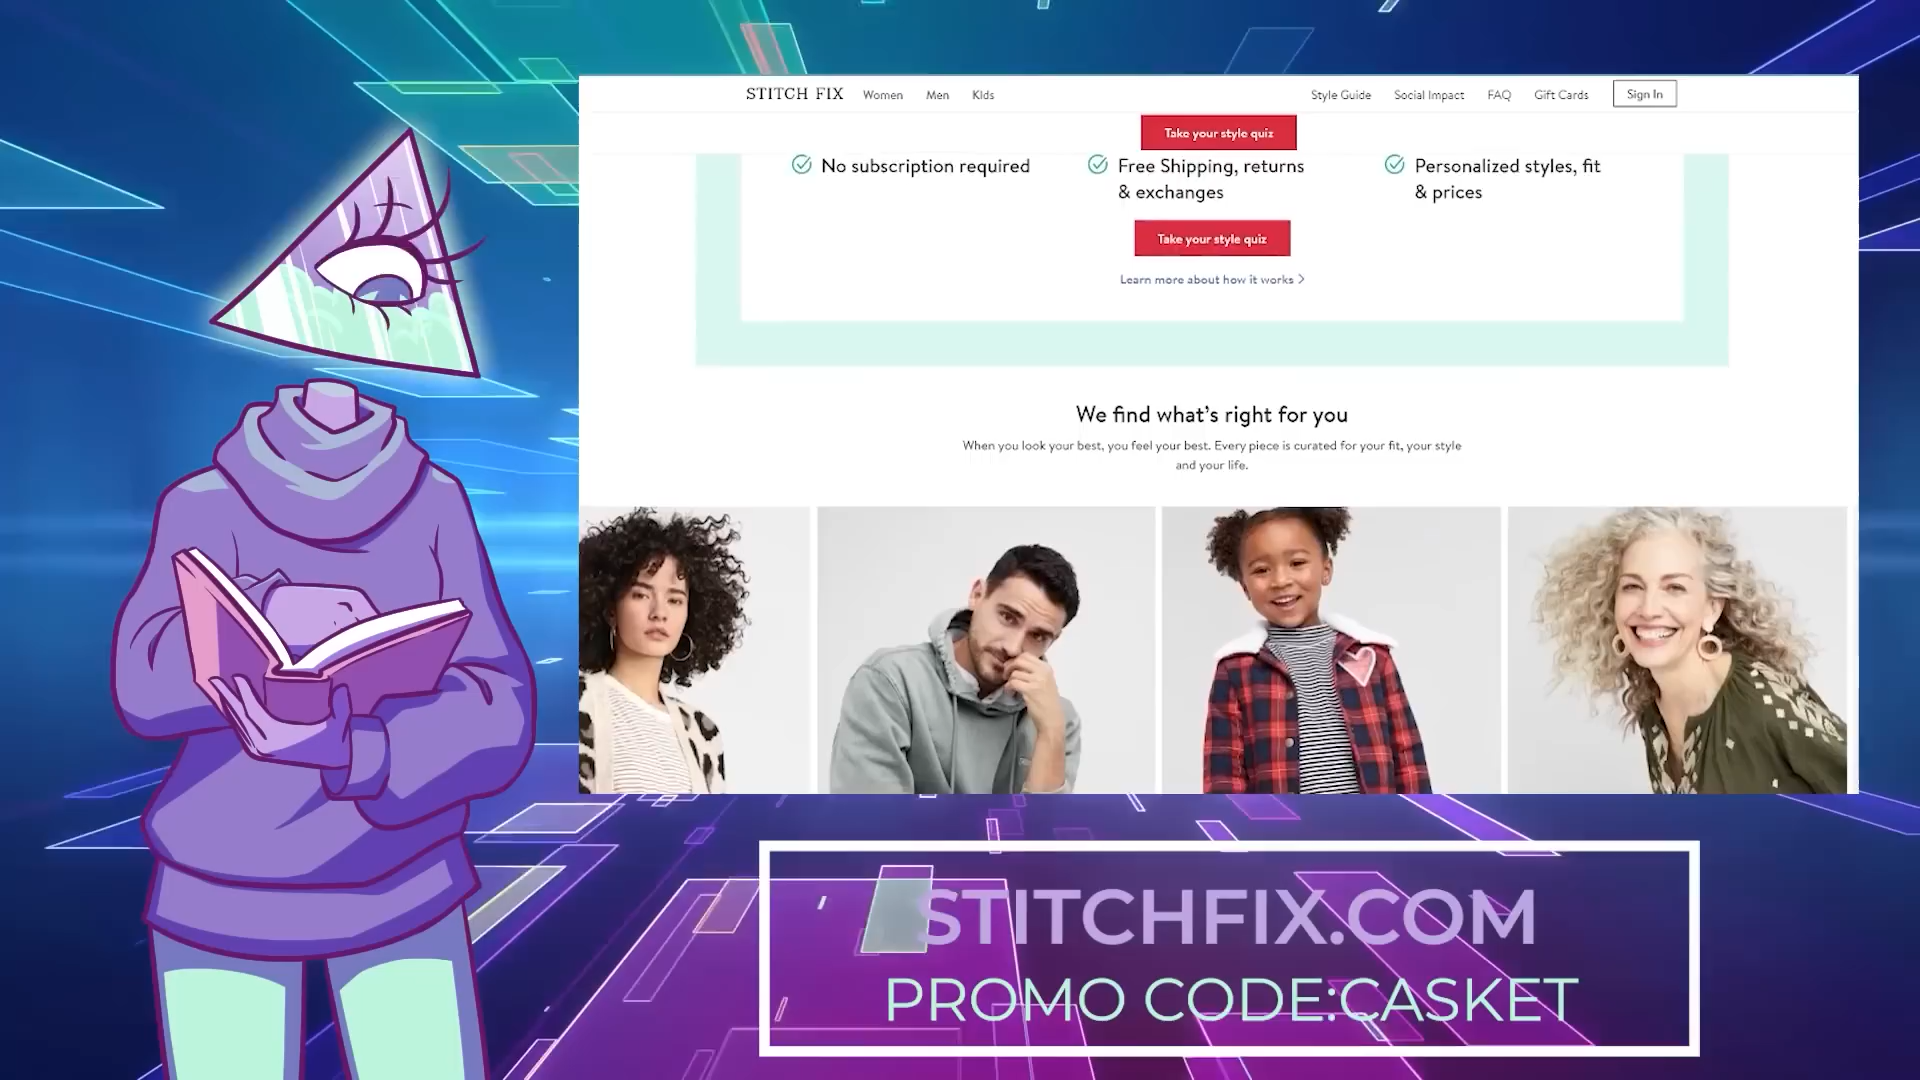 STITCH FIX Women Men Kids Style Guide Social Impact FAQ Gift Cards Sign In
Take your style quiz
No subscription required
Free Shipping, returns
& exchanges
Personalized styles, fit
& prices
Take your style quiz
Learn more about how it works >
We find what's right for you
When you look your best, you feel your best. Every piece is curated for your fit, your style
and your life.
STITCHFIX.COM
PROMO CODE:CASKET